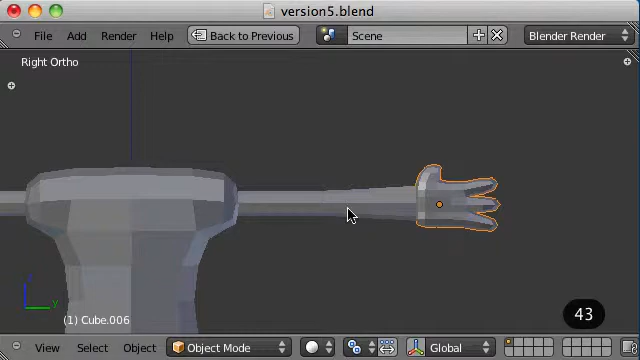 version5.blend
File Add Render Help Back to Previous Scene Blender Render
Right Ortho
z
y
(1) Cube.006
43
View Select Object Object Mode Global